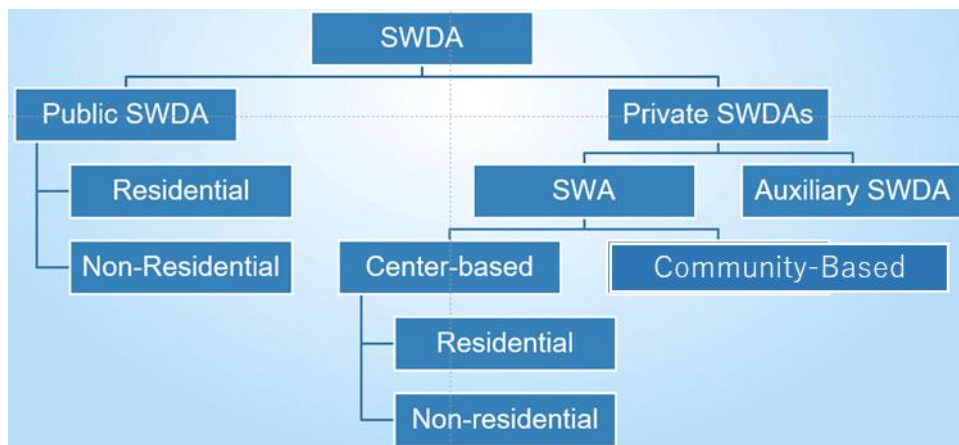 SWDA
Public SWDA
Private SWDAs
Residential
SWA
Auxiliary SWDA
Non-Residential
Center-based
Community-Based
Residential
Non-residential